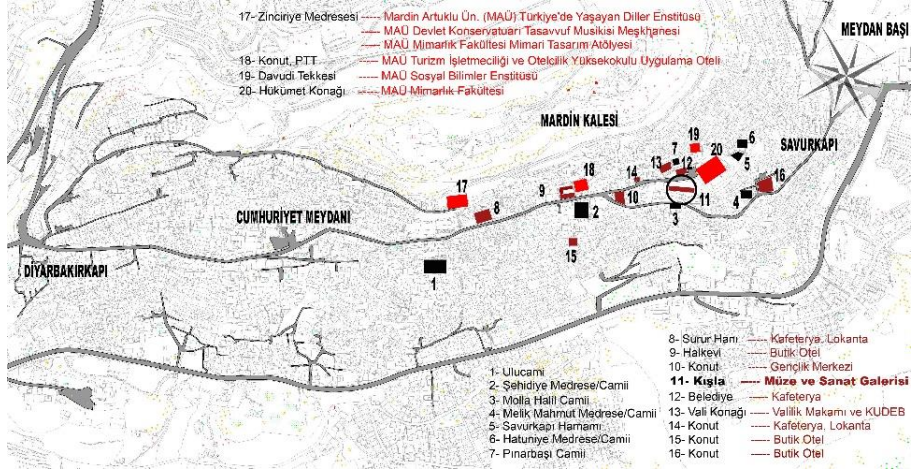 17- Zinciriye Medresesi ----- Mardin Artuklu Ün. (MAÜ) Türkiye'de Yaşayan Diller Enstitüsü
----- MAÜ Devlet Konservatuarı Tasavvuf Musikisi Meşkhanesi
----- MAÜ Mimarlık Fakültesi Mimari Tasarım Atölyesi
18- Konut, PTT ----- MAÜ Turizm İşletmeciliği ve Otelcilik Yüksekokulu Uygulama Oteli
19- Davudi Tekkesi ----- MAÜ Sosyal Bilimler Enstitüsü
20- Hükümet Konağı ----- MAÜ Mimarlık Fakültesi
MEYDAN BAŞI
MARDİN KALESİ
SAVURKAPI
CUMHURİYET MEYDANI
DİYARBAKIRKAPI
17
8
9
18
2
15
1
14
10
13
7
12
19
20
11
3
6
5
4
16
1- Ulucami
2- Şehidiye Medrese/Camii
3- Molla Halil Camii
4- Melik Mahmut Medrese/Camii
5- Savurkapı Hamamı
6- Hatuniye Medrese/Camii
7- Pınarbaşı Camii
8- Surur Hanı ----- Kafeterya, Lokanta
9- Halkevi ----- Butik Otel
10- Konut ----- Gençlik Merkezi
11- Kışla ----- Müze ve Sanat Galerisi
12- Belediye ----- Kafeterya
13- Vali Konağı ----- Valilik Makamı ve KUDEB
14- Konut ----- Kafeterya, Lokanta
15- Konut ----- Butik Otel
16- Konut ----- Butik Otel